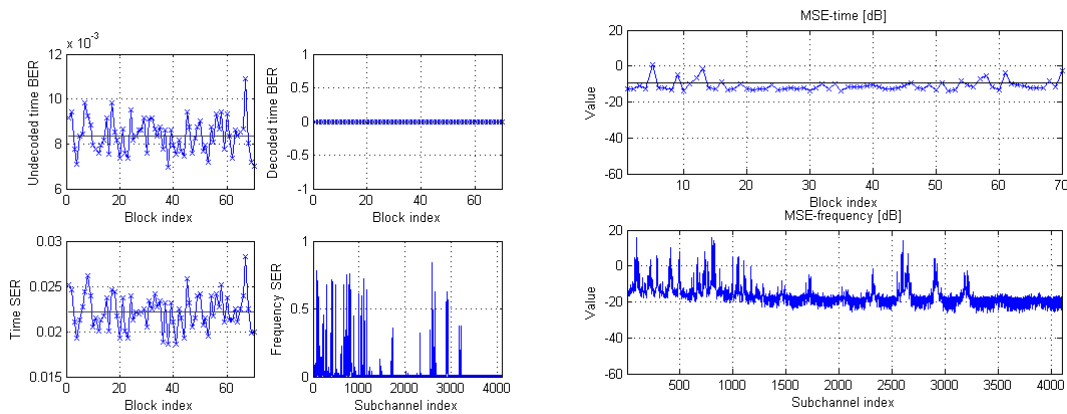 x 10^-3
Undecoded time BER
12
10
8
6
0 20 40 60
Block index
Decoded time BER
1
0.5
0
-0.5
-1
0 20 40 60
Block index
Time SER
0.03
0.025
0.02
0.015
0 20 40 60
Block index
Frequency SER
1
0.5
0
0 1000 2000 3000 4000
Subchannel index
MSE-time [dB]
Value
20
0
-20
-40
-60
10 20 30 40 50 60 70
Block index
MSE-frequency [dB]
Value
20
0
-20
-40
-60
500 1000 1500 2000 2500 3000 3500 4000
Subchannel index